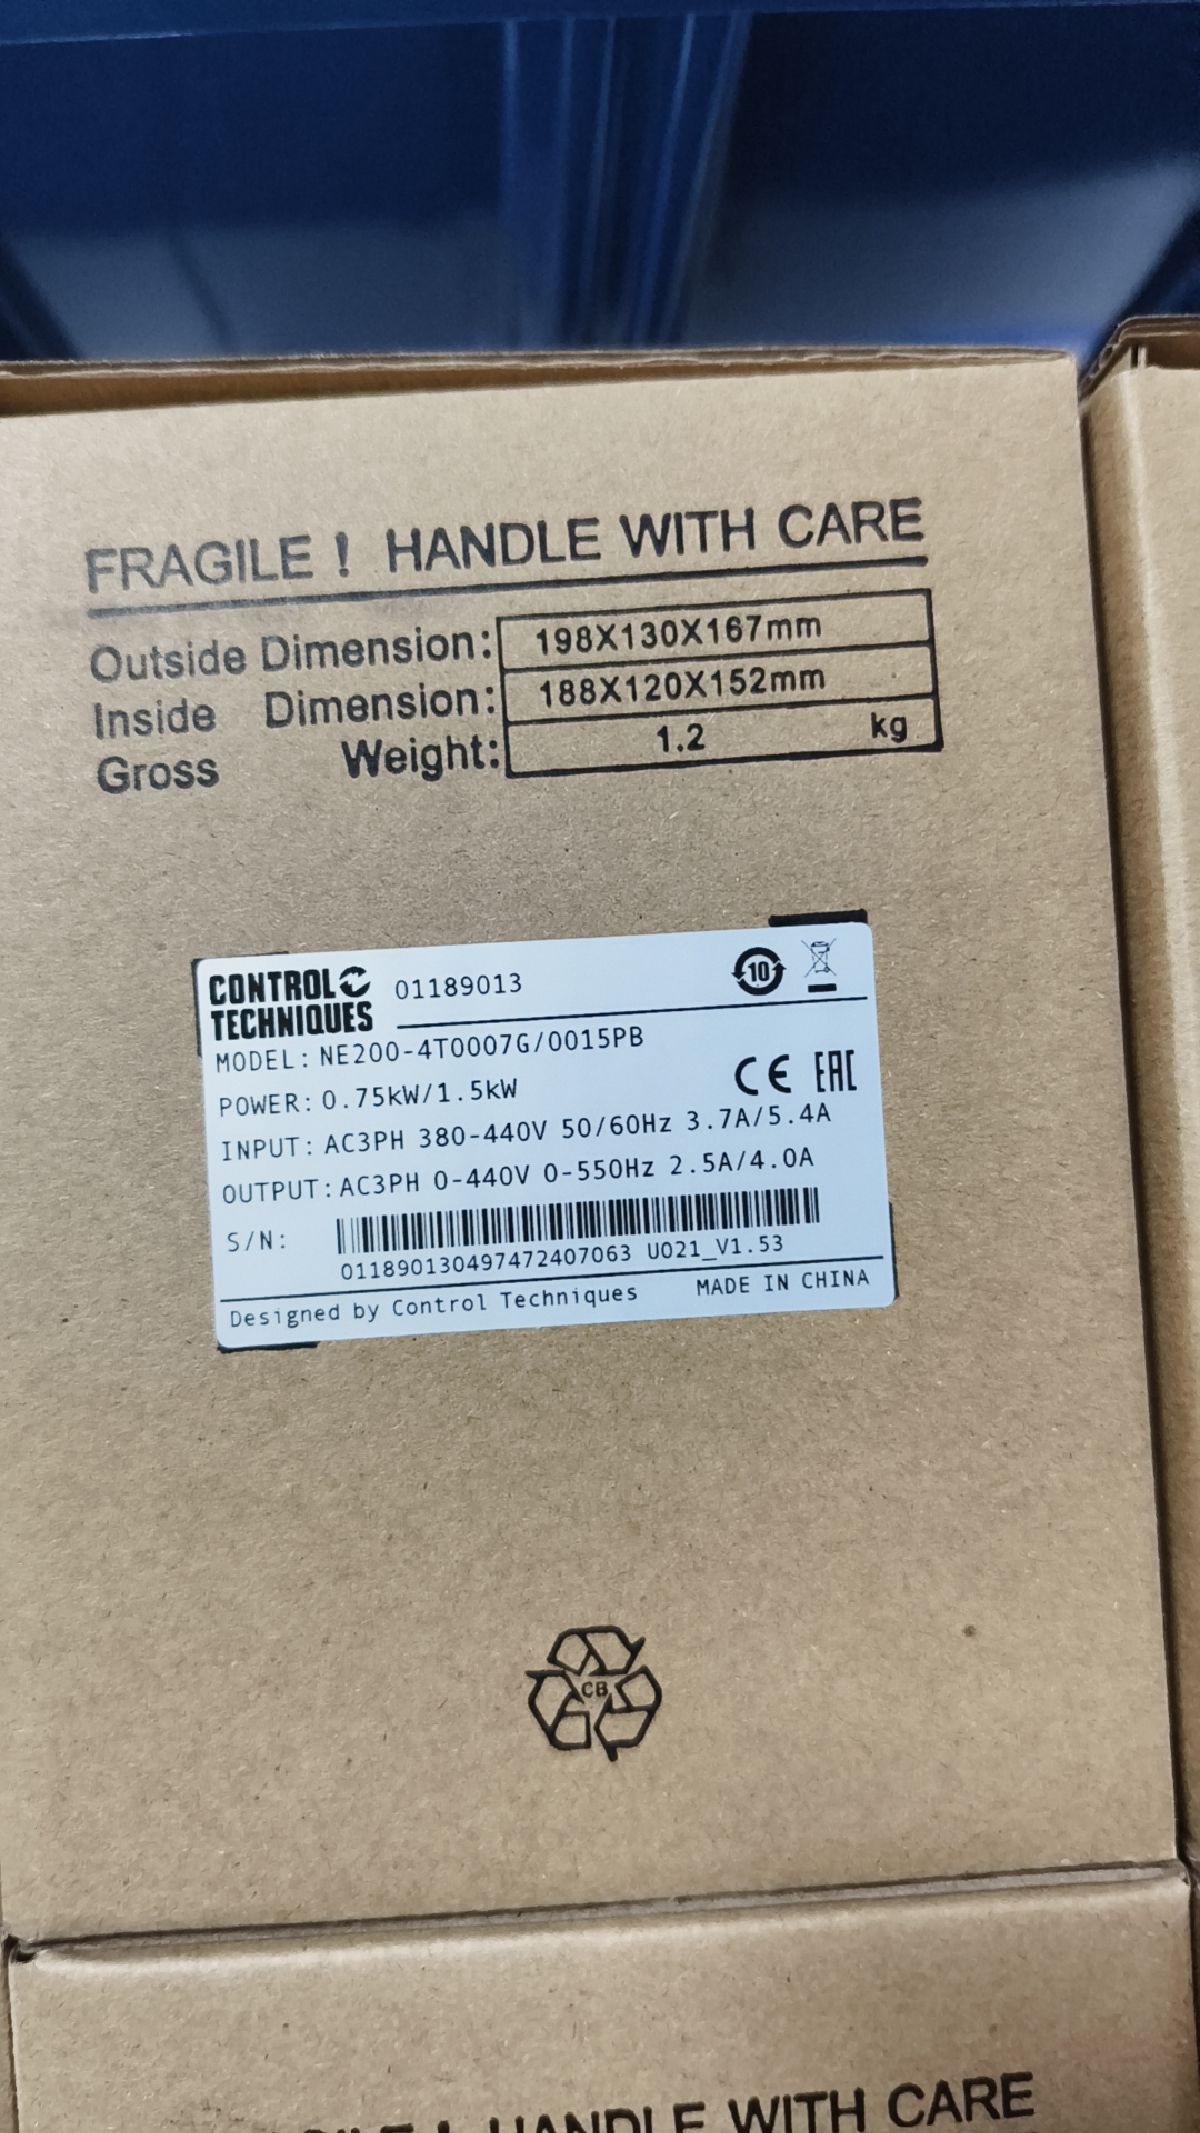 FRAGILE ! HANDLE WITH CARE
Outside Dimension: 198X130X167mm
Inside Dimension: 188X120X152mm
Gross Weight: 1.2 kg
CONTROL
TECHNIQUES
01189013
10
MODEL: NE200-4T0007G/0015PB
POWER: 0.75kW/1.5kW
CE EAC
INPUT: AC3PH 380-440V 50/60Hz 3.7A/5.4A
OUTPUT: AC3PH 0-440V 0-550Hz 2.5A/4.0A
S/N:
011890130497472407063 U021_V1.53
Designed by Control Techniques MADE IN CHINA
CB
! HANDLE WITH CARE